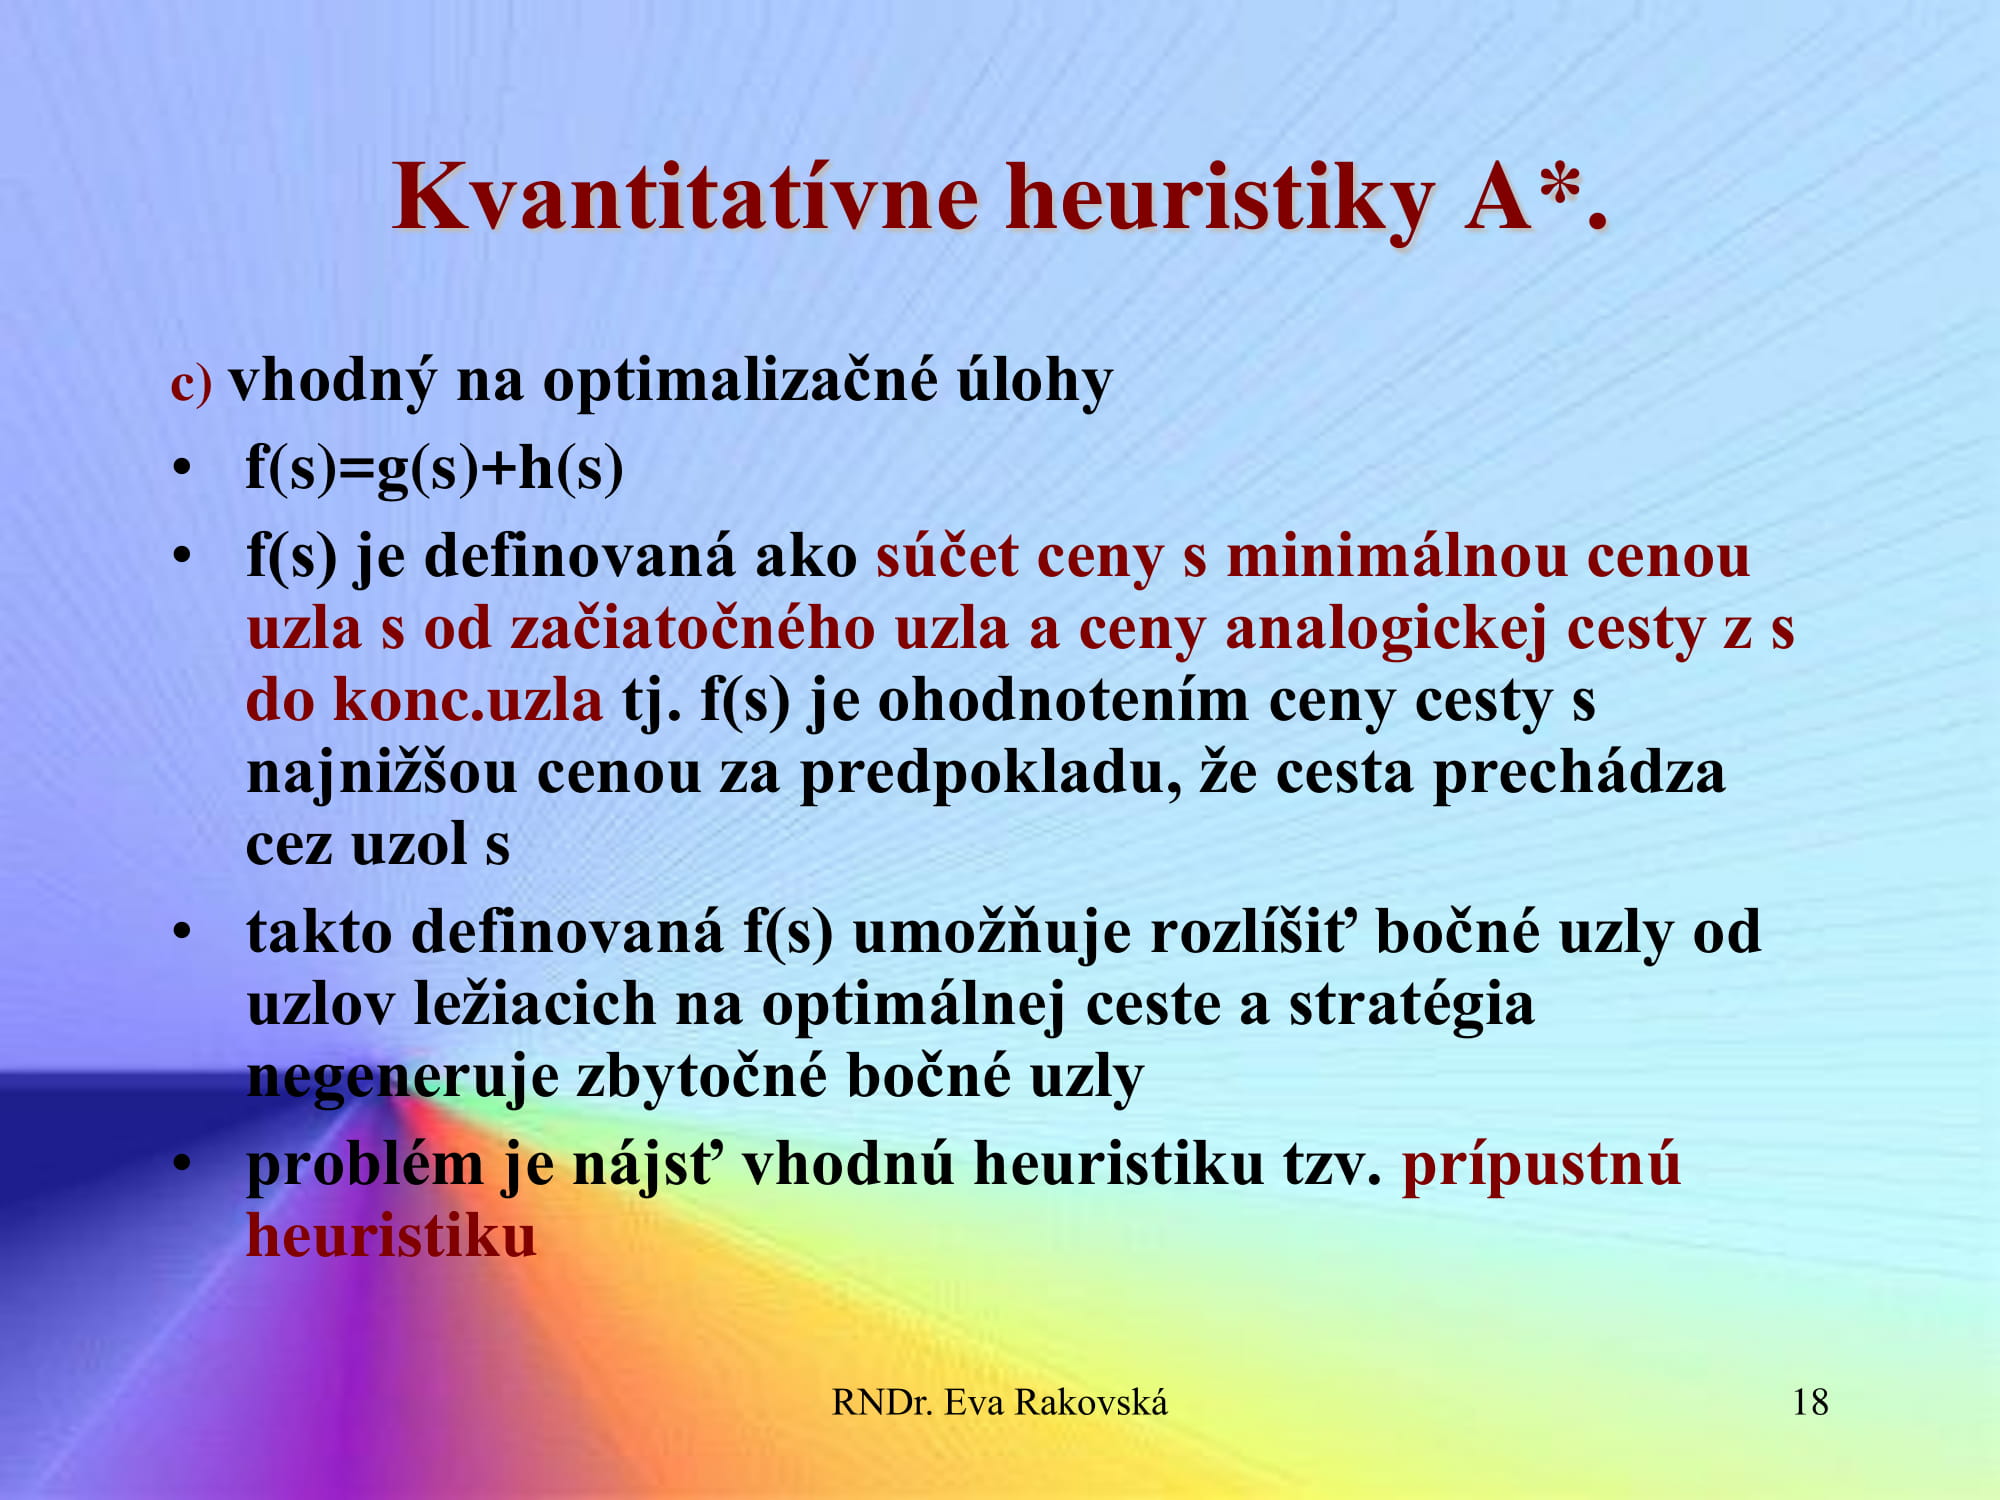 Kvantitatívne heuristiky A*.
c) vhodný na optimalizačné úlohy
• f(s)=g(s)+h(s)
• f(s) je definovaná ako súčet ceny s minimálnou cenou
uzla s od začiatočného uzla a ceny analogickej cesty z s
do konc.uzla tj. f(s) je ohodnotením ceny cesty s
najnižšou cenou za predpokladu, že cesta prechádza
cez uzol s
• takto definovaná f(s) umožňuje rozlíšiť bočné uzly od
uzlov ležiacich na optimálnej ceste a stratégia
negeneruje zbytočné bočné uzly
• problém je nájsť vhodnú heuristiku tzv. prípustnú
heuristiku
RNDr. Eva Rakovská
18